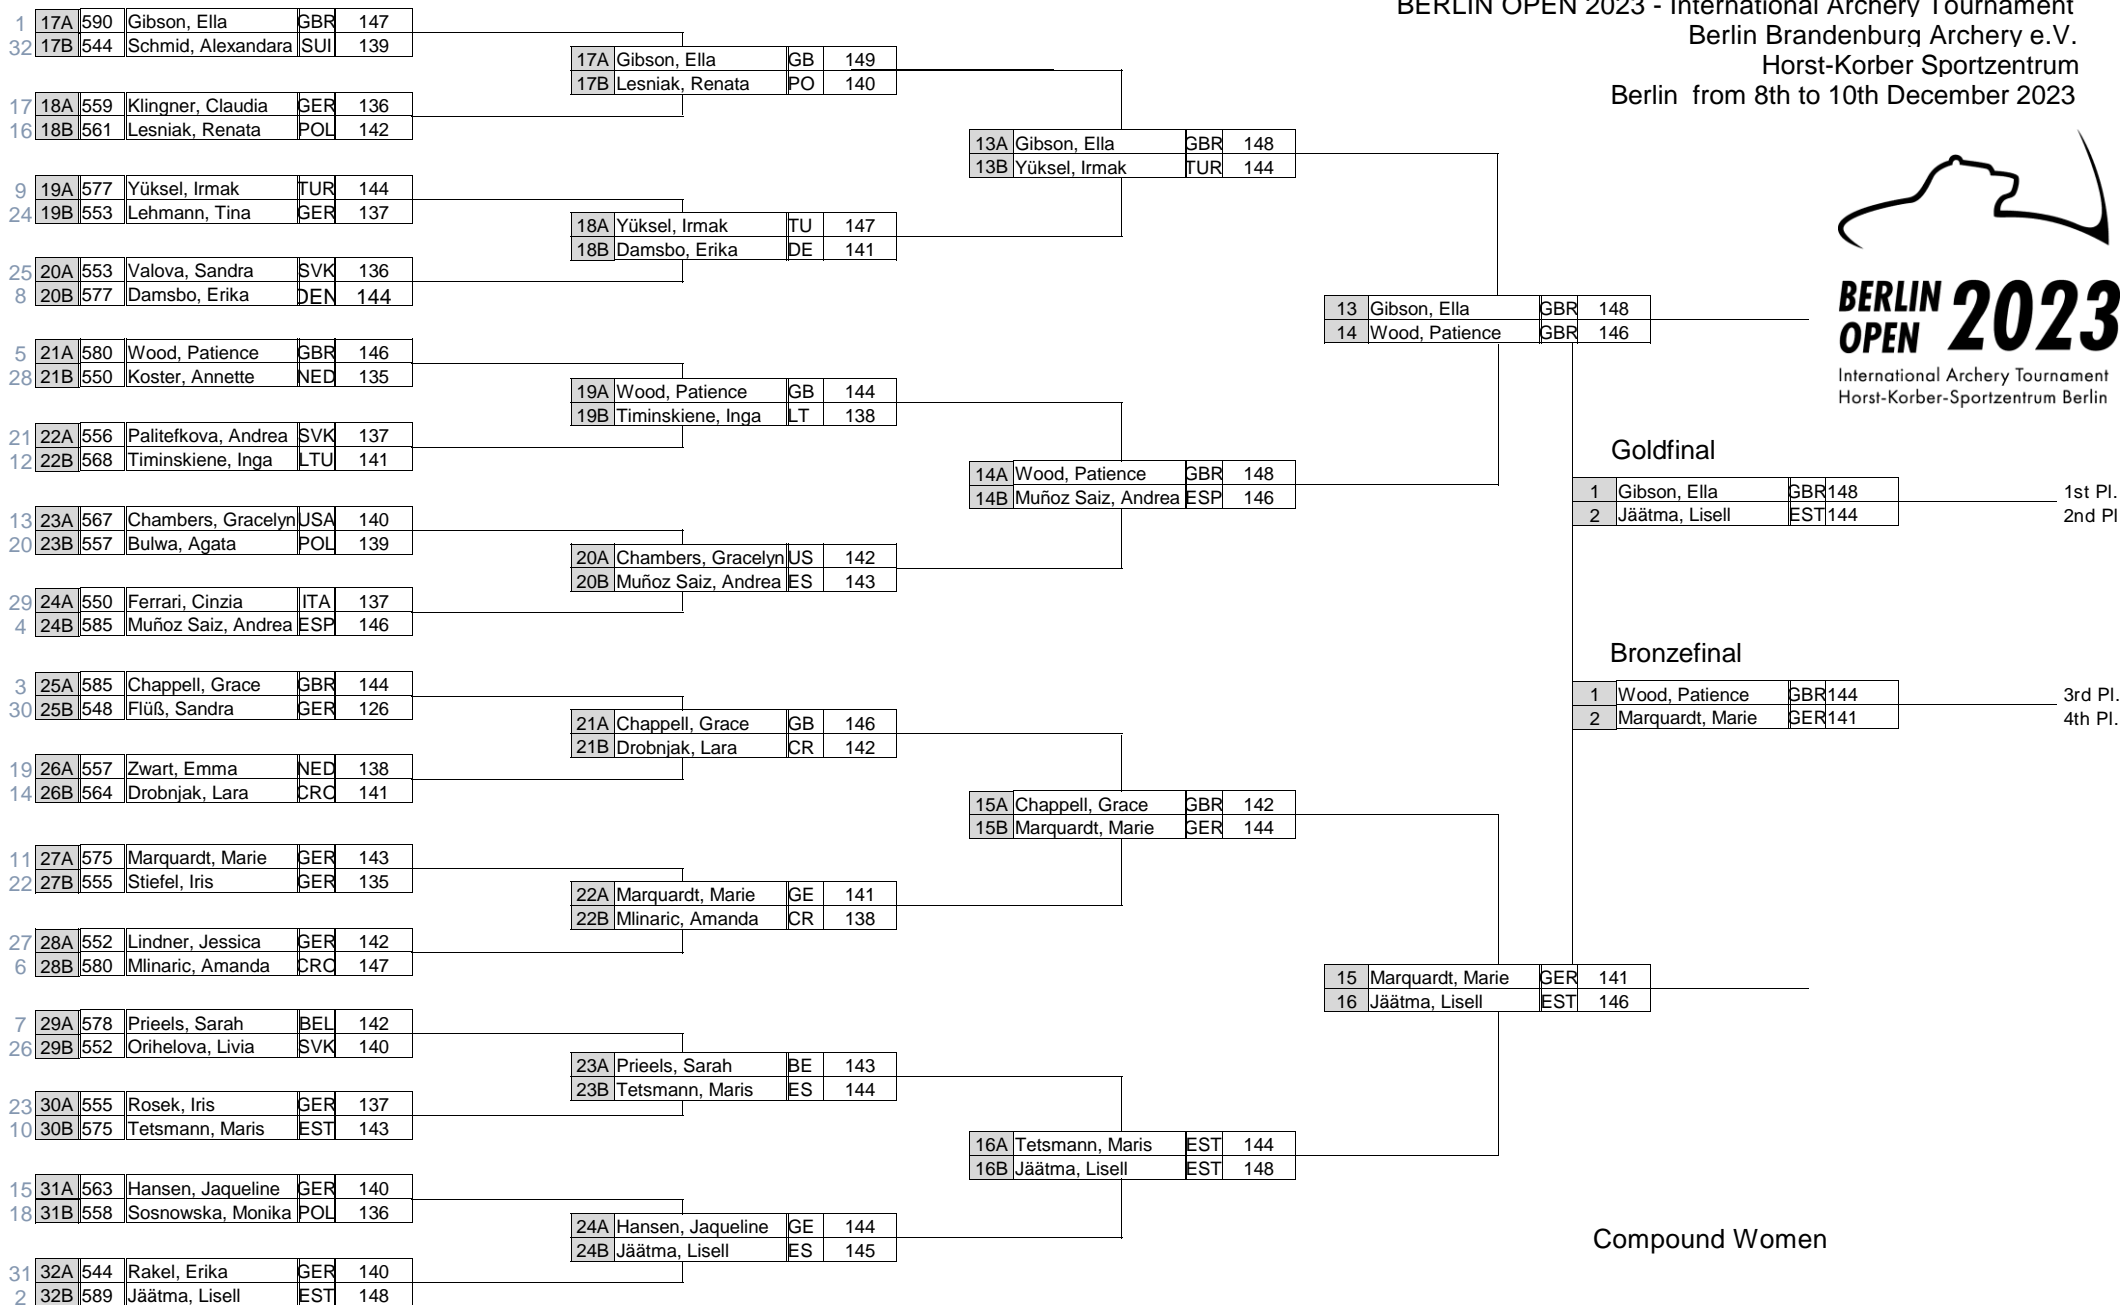 BERLIN OPEN 2023 - International Archery Tournament
Berlin Brandenburg Archery e.V.
Horst-Korber Sportzentrum
Berlin from 8th to 10th December 2023
1 17A 590 Gibson, Ella GBR 147
32 17B 544 Schmid, Alexandara SUI 139
17 18A 559 Klingner, Claudia GER 136
16 18B 561 Lesniak, Renata POL 142
9 19A 577 Yüksel, Irmak TUR 144
24 19B 553 Lehmann, Tina GER 137
25 20A 553 Valova, Sandra SVK 136
8 20B 577 Damsbo, Erika DEN 144
5 21A 580 Wood, Patience GBR 146
28 21B 550 Koster, Annette NED 135
21 22A 556 Palitefkova, Andrea SVK 137
12 22B 568 Timinskiene, Inga LTU 141
13 23A 567 Chambers, Gracelyn USA 140
20 23B 557 Bulwa, Agata POL 139
29 24A 550 Ferrari, Cinzia ITA 137
4 24B 585 Muñoz Saiz, Andrea ESP 146
3 25A 585 Chappell, Grace GBR 144
30 25B 548 Flüß, Sandra GER 126
19 26A 557 Zwart, Emma NED 138
14 26B 564 Drobnjak, Lara CRO 141
11 27A 575 Marquardt, Marie GER 143
22 27B 555 Stiefel, Iris GER 135
27 28A 552 Lindner, Jessica GER 142
6 28B 580 Mlinaric, Amanda CRO 147
7 29A 578 Prieels, Sarah BEL 142
26 29B 552 Orihelova, Livia SVK 140
23 30A 555 Rosek, Iris GER 137
10 30B 575 Tetsmann, Maris EST 143
15 31A 563 Hansen, Jaqueline GER 140
18 31B 558 Sosnowska, Monika POL 136
31 32A 544 Rakel, Erika GER 140
2 32B 589 Jäätma, Lisell EST 148
17A Gibson, Ella GB 149
17B Lesniak, Renata PO 140
18A Yüksel, Irmak TU 147
18B Damsbo, Erika DE 141
19A Wood, Patience GB 144
19B Timinskiene, Inga LT 138
20A Chambers, Gracelyn US 142
20B Muñoz Saiz, Andrea ES 143
21A Chappell, Grace GB 146
21B Drobnjak, Lara CR 142
22A Marquardt, Marie GE 141
22B Mlinaric, Amanda CR 138
23A Prieels, Sarah BE 143
23B Tetsmann, Maris ES 144
24A Hansen, Jaqueline GE 144
24B Jäätma, Lisell ES 145
13A Gibson, Ella GBR 148
13B Yüksel, Irmak TUR 144
14A Wood, Patience GBR 148
14B Muñoz Saiz, Andrea ESP 146
15A Chappell, Grace GBR 142
15B Marquardt, Marie GER 144
16A Tetsmann, Maris EST 144
16B Jäätma, Lisell EST 148
13 Gibson, Ella GBR 148
14 Wood, Patience GBR 146
15 Marquardt, Marie GER 141
16 Jäätma, Lisell EST 146
BERLIN OPEN 2023
International Archery Tournament
Horst-Korber-Sportzentrum Berlin
Goldfinal
1 Gibson, Ella GBR 148 1st Pl.
2 Jäätma, Lisell EST 144 2nd Pl
Bronzefinal
1 Wood, Patience GBR 144 3rd Pl.
2 Marquardt, Marie GER 141 4th Pl.
Compound Women